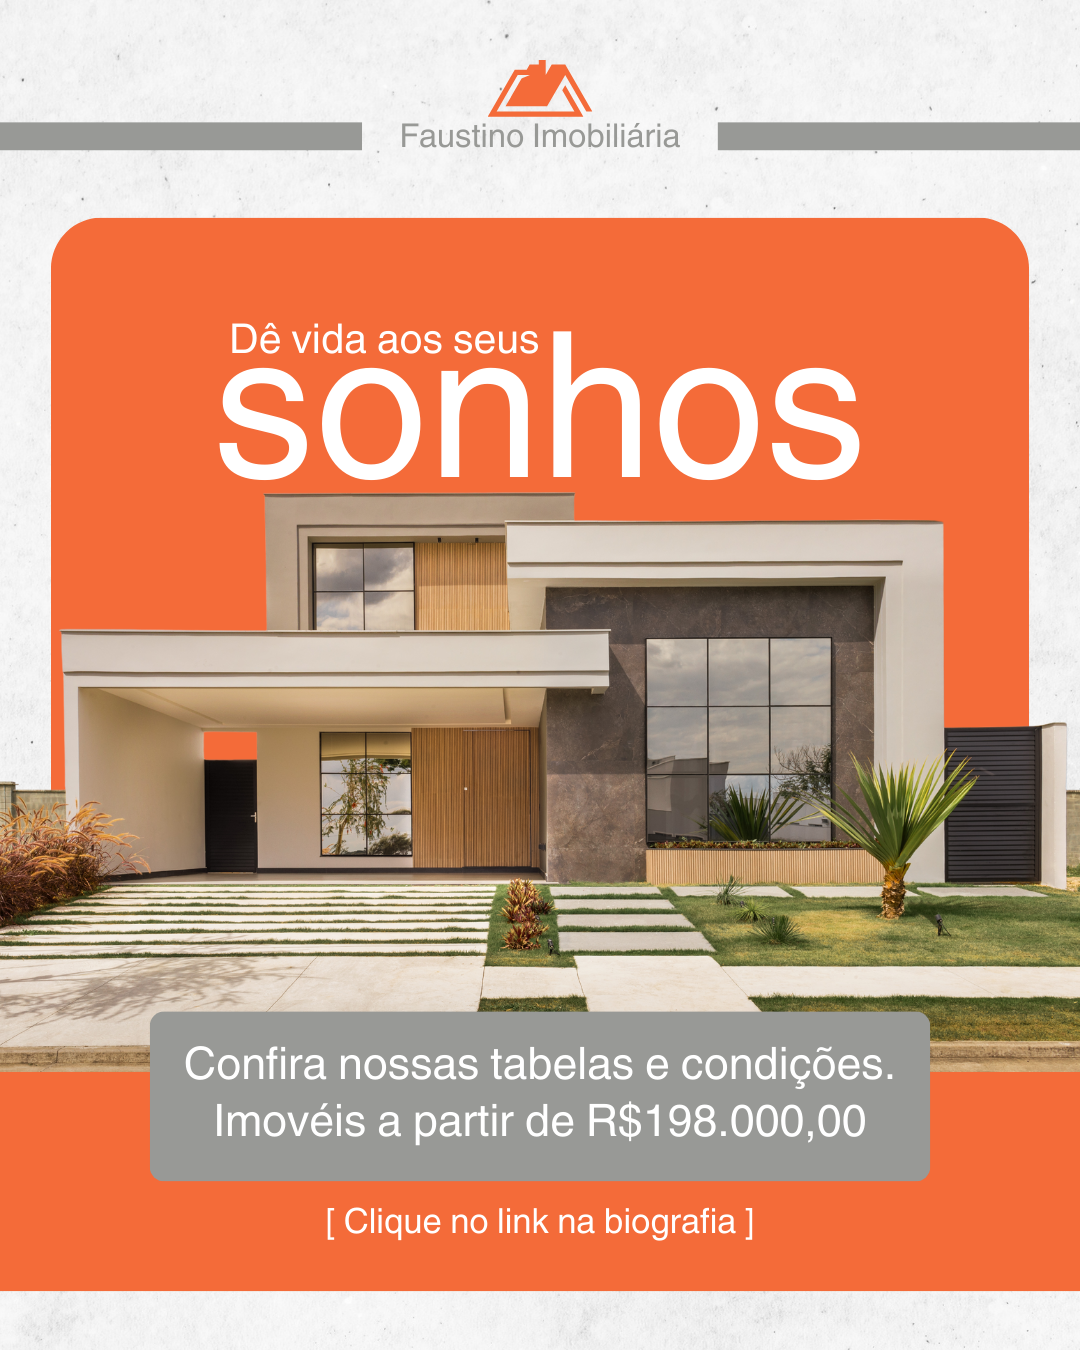 Faustino Imobiliária
Dê vida aos seus
sonhos
Confira nossas tabelas e condições.
Imovéis a partir de R$198.000,00
[ Clique no link na biografia ]